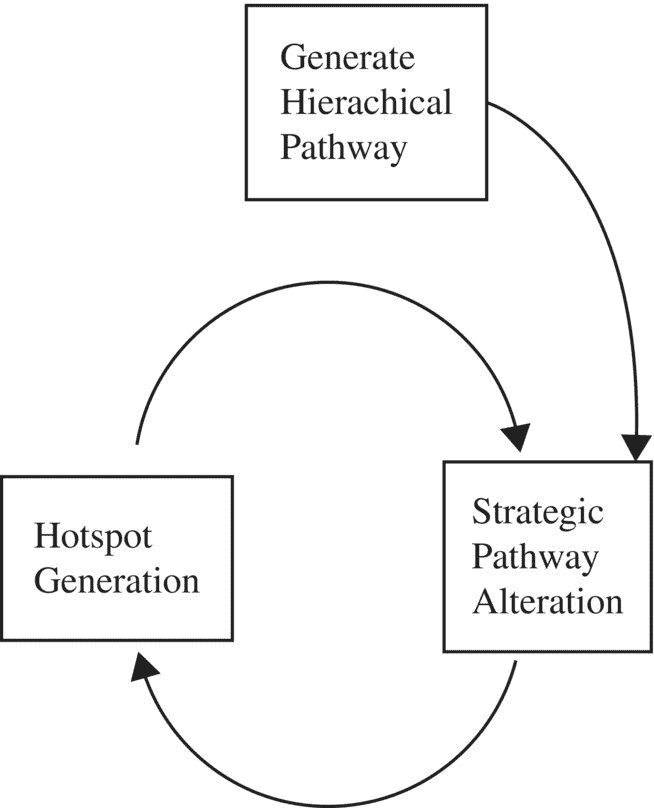 Generate
Hierachical
Pathway
Hotspot
Generation
Strategic
Pathway
Alteration